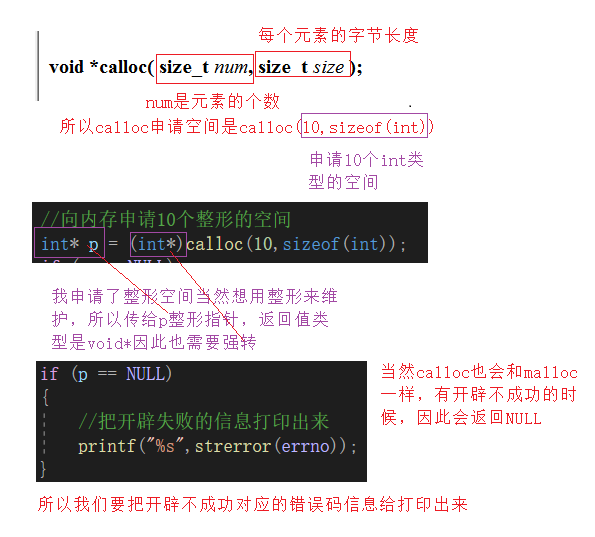 每个元素的字节长度
void *calloc( size_t num, size_t size );
num是元素的个数
所以calloc申请空间是calloc(10,sizeof(int))
申请10个int类
型的空间
//向内存申请10个整形的空间
int* p = (int*)calloc(10,sizeof(int));
我申请了整形空间当然想用整形来维
护，所以传给p整形指针，返回值类
型是void*因此也需要强转
if (p == NULL)
{
//把开辟失败的信息打印出来
printf("%s",strerror(errno));
}
当然calloc也会和malloc
一样，有开辟不成功的时
候，因此会返回NULL
所以我们要把开辟不成功对应的错误码信息给打印出来